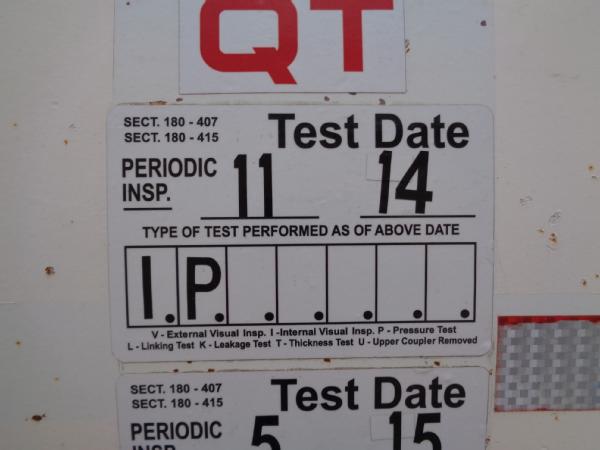 QT
SECT. 180 - 407
SECT. 180 - 415
Test Date
PERIODIC
INSP.
11 14
TYPE OF TEST PERFORMED AS OF ABOVE DATE
I.P. . . . . .
V - External Visual Insp. I -Internal Visual Insp. P - Pressure Test
L - Linking Test K - Leakage Test T - Thickness Test U - Upper Coupler Removed
SECT. 180 - 407
SECT. 180 - 415
Test Date
PERIODIC
INSP.
5 15